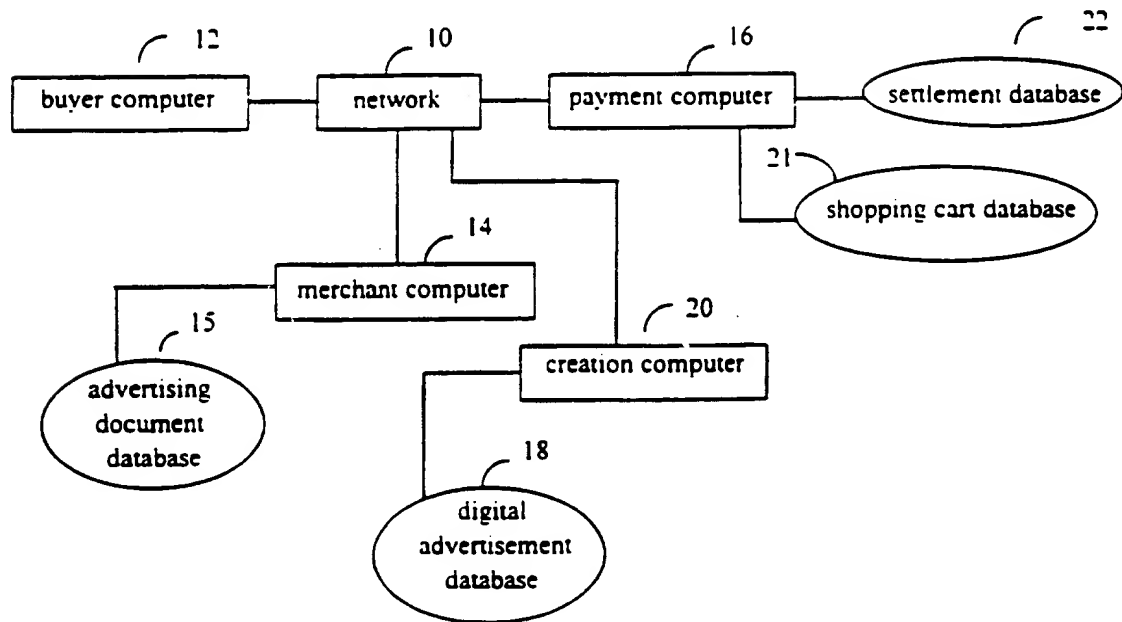 12
10
16
22
buyer computer
network
payment computer
settlement database
21
shopping cart database
14
merchant computer
15
20
creation computer
advertising
document
database
18
digital
advertisement
database